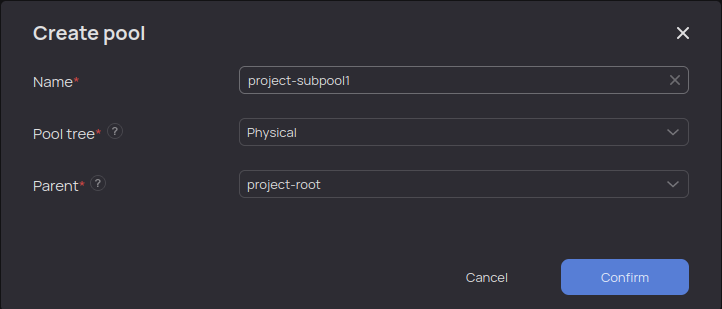 Create pool
Name*
project-subpool1
Pool tree* ?
Physical
Parent* ?
project-root
Cancel
Confirm